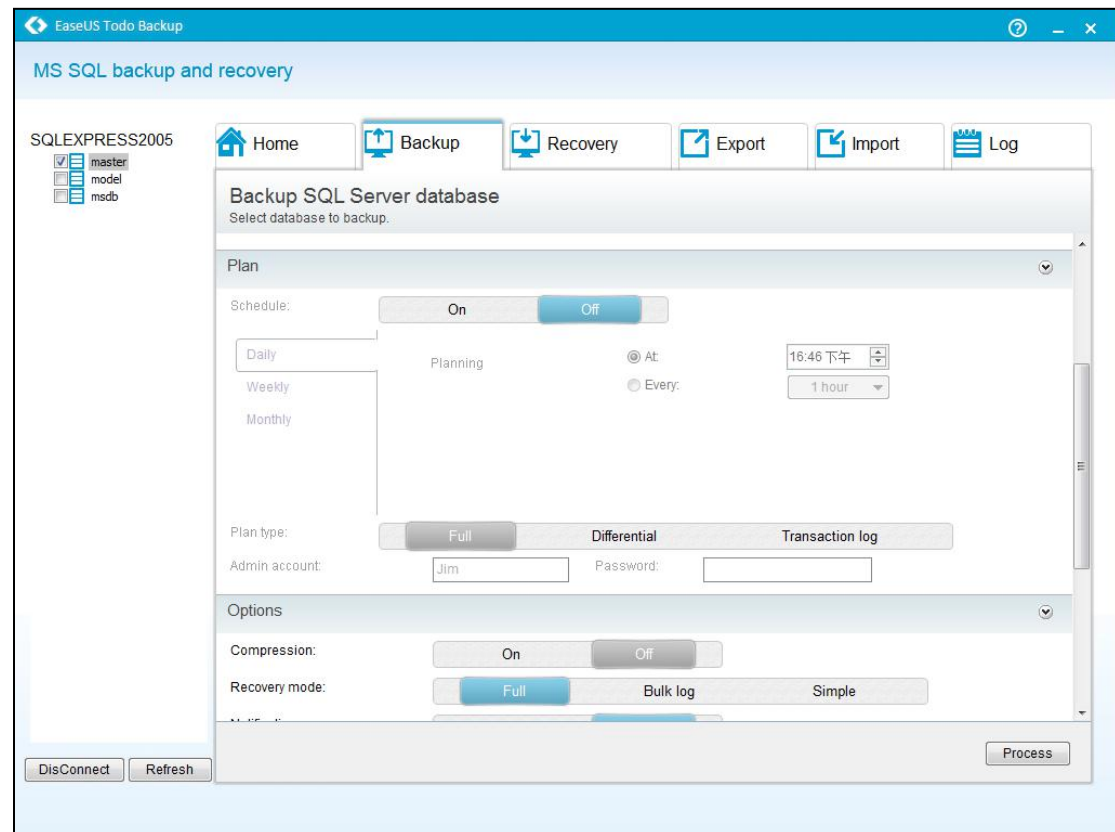 EaseUS Todo Backup
MS SQL backup and recovery
SQLEXPRESS2005
master
model
msdb
Home
Backup
Recovery
Export
Import
Log
Backup SQL Server database
Select database to backup.
Plan
Schedule:
On
Off
Daily
Weekly
Monthly
Planning
At:
16:46 下午
Every:
1 hour
Plan type:
Full
Differential
Transaction log
Admin account:
Jim
Password:
Options
Compression:
On
Off
Recovery mode:
Full
Bulk log
Simple
Process
DisConnect
Refresh